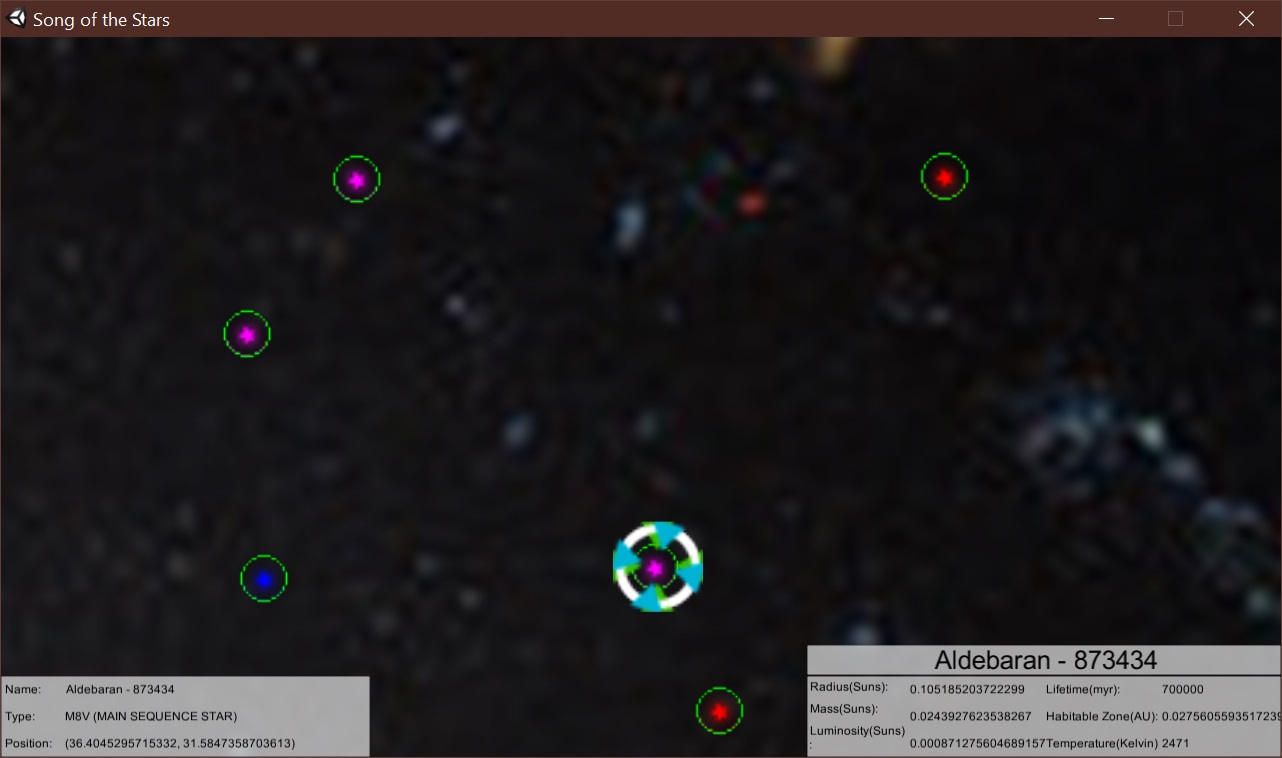 Song of the Stars
Name: Aldebaran - 873434
Type: M8V (MAIN SEQUENCE STAR)
Position: (36.4045295715332, 31.5847358703613)
Aldebaran - 873434
Radius(Suns): 0.105185203722299 Lifetime(myr): 700000
Mass(Suns): 0.0243927623538267 Habitable Zone(AU): 0.0275605593517239
Luminosity(Suns) : 0.000871275604689157 Temperature(Kelvin) 2471